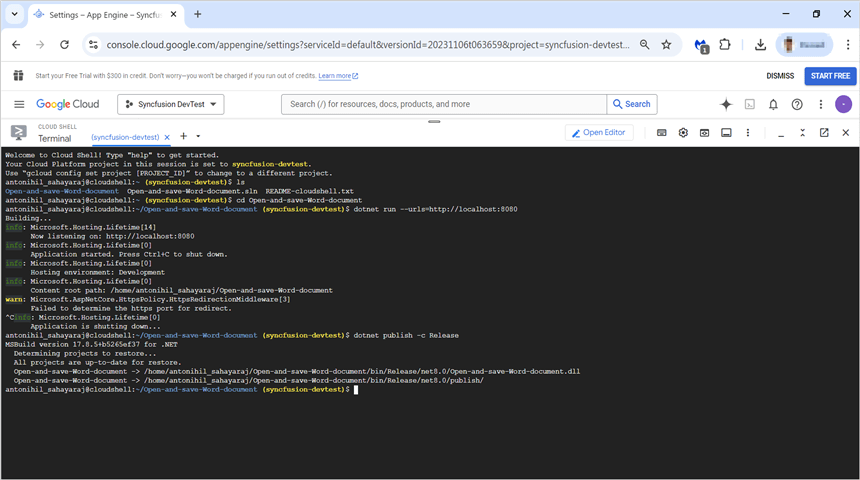 Settings – App Engine – Syncfus
console.cloud.google.com/appengine/settings?serviceId=default&versionId=20231106t063659&project=syncfusion-devtest...
1
Start your Free Trial with $300 in credit. Don't worry—you won't be charged if you run out of credits. Learn more
DISMISS
START FREE
Google Cloud
Syncfusion DevTest
Search (/) for resources, docs, products, and more
Search
CLOUD SHELL
Terminal
(syncfusion-devtest)
Open Editor
Welcome to Cloud Shell! Type "help" to get started.
Your Cloud Platform project in this session is set to syncfusion-devtest.
Use "gcloud config set project [PROJECT_ID]" to change to a different project.
antonihil_sahayaraj@cloudshell:~ (syncfusion-devtest)$ ls
Open-and-save-Word-document Open-and-save-Word-document.sln README-cloudshell.txt
antonihil_sahayaraj@cloudshell:~ (syncfusion-devtest)$ cd Open-and-save-Word-document
antonihil_sahayaraj@cloudshell:~/Open-and-save-Word-document (syncfusion-devtest)$ dotnet run --urls=http://localhost:8080
Building...
info: Microsoft.Hosting.Lifetime[14]
Now listening on: http://localhost:8080
info: Microsoft.Hosting.Lifetime[0]
Application started. Press Ctrl+C to shut down.
info: Microsoft.Hosting.Lifetime[0]
Hosting environment: Development
info: Microsoft.Hosting.Lifetime[0]
Content root path: /home/antonihil_sahayaraj/Open-and-save-Word-document
warn: Microsoft.AspNetCore.HttpsPolicy.HttpsRedirectionMiddleware[3]
Failed to determine the https port for redirect.
^Cinfo: Microsoft.Hosting.Lifetime[0]
Application is shutting down...
antonihil_sahayaraj@cloudshell:~/Open-and-save-Word-document (syncfusion-devtest)$ dotnet publish -c Release
MSBuild version 17.8.5+b5265ef37 for .NET
Determining projects to restore...
All projects are up-to-date for restore.
Open-and-save-Word-document -> /home/antonihil_sahayaraj/Open-and-save-Word-document/bin/Release/net8.0/Open-and-save-Word-document.dll
Open-and-save-Word-document -> /home/antonihil_sahayaraj/Open-and-save-Word-document/bin/Release/net8.0/publish/
antonihil_sahayaraj@cloudshell:~/Open-and-save-Word-document (syncfusion-devtest)$